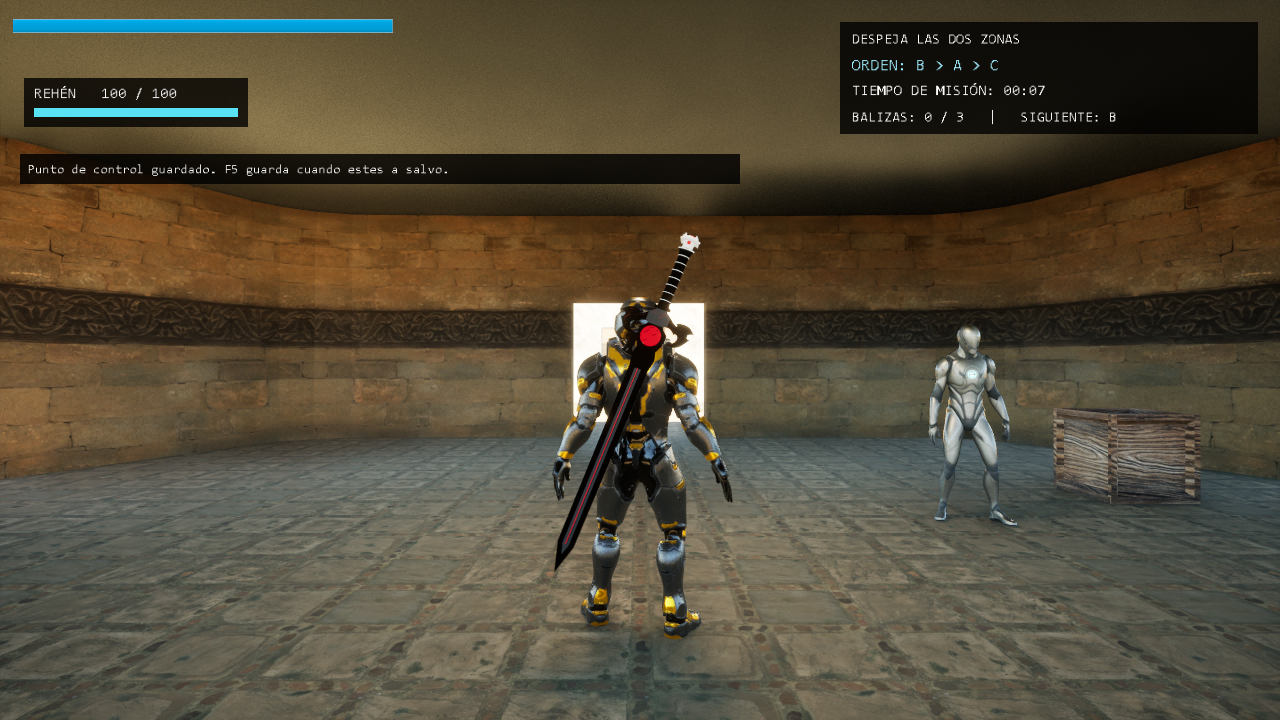 REHÉN 100 / 100
Punto de control guardado. F5 guarda cuando estes a salvo.
DESPEJA LAS DOS ZONAS
ORDEN: B > A > C
TIEMPO DE MISIÓN: 00:07
BALIZAS: 0 / 3 | SIGUIENTE: B